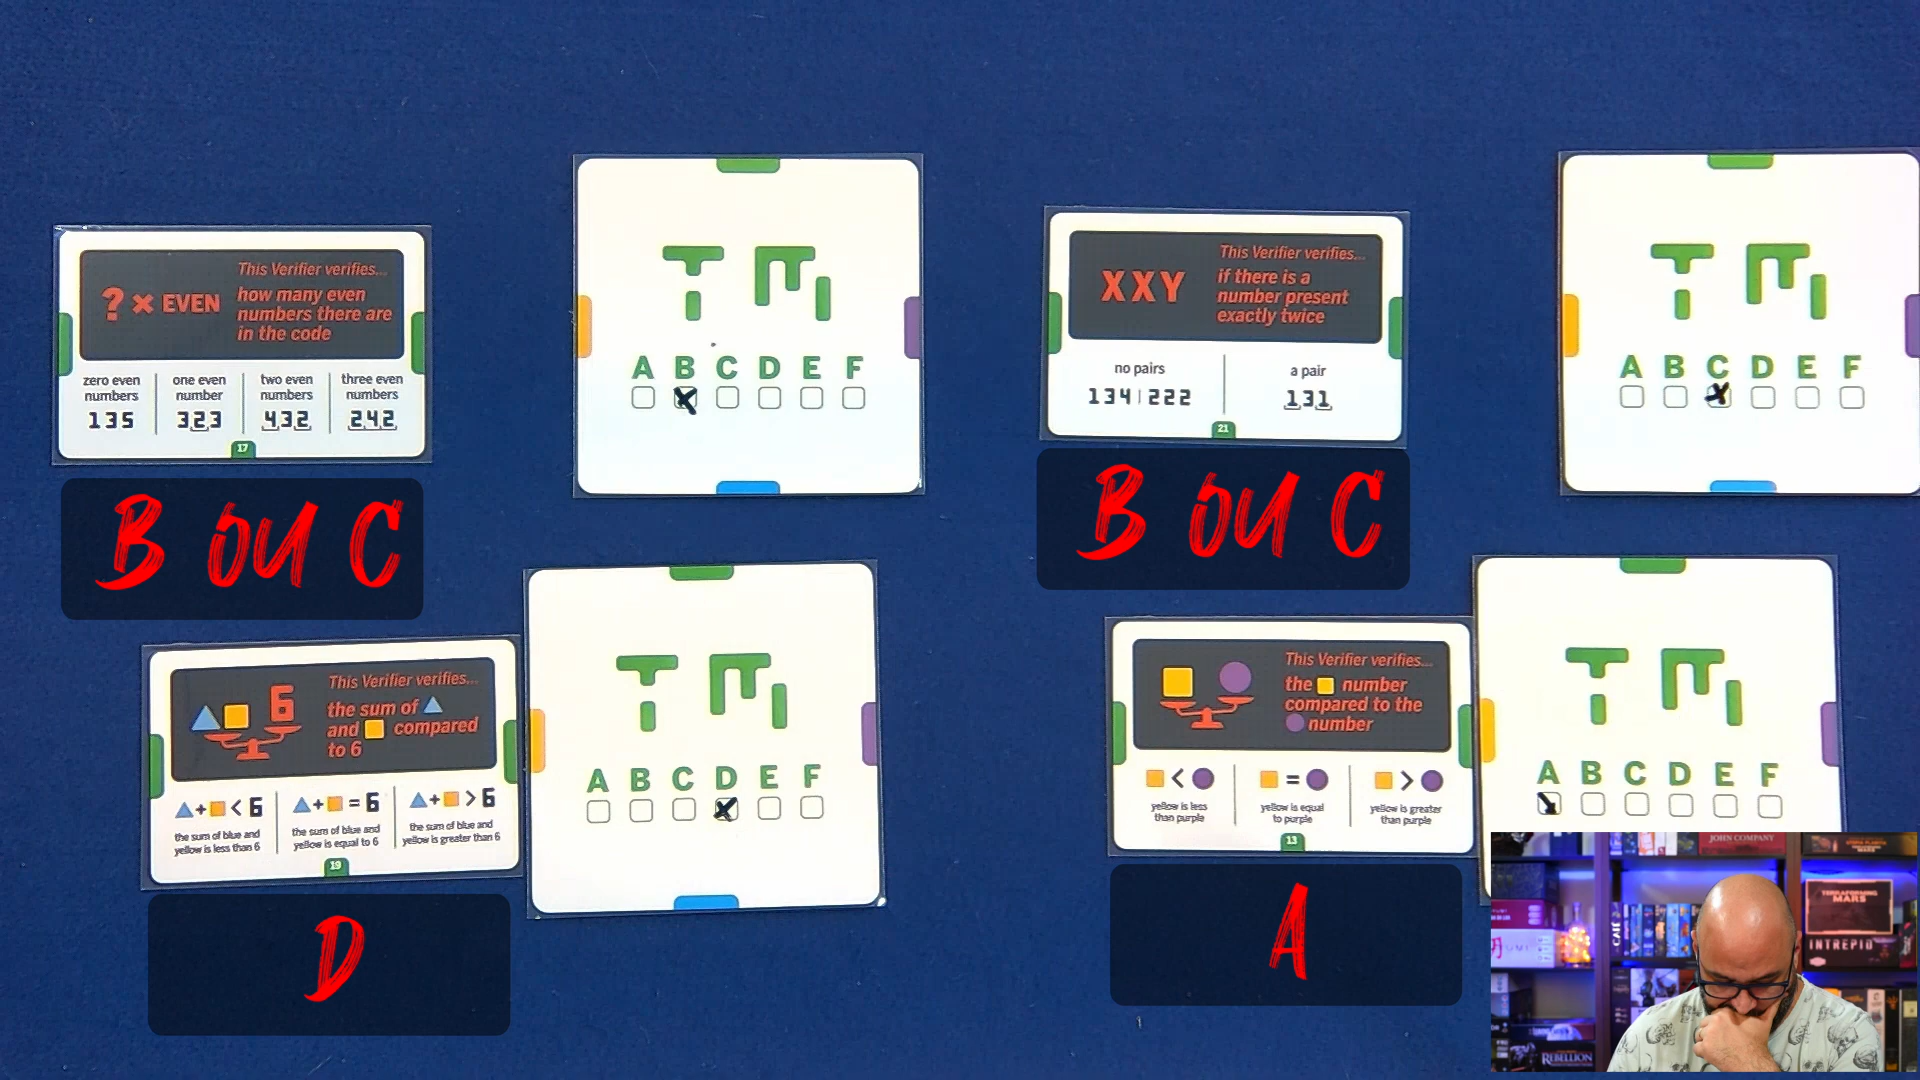 ? × EVEN
This Verifier verifies...
how many even
numbers there are
in the code
zero even
numbers
135
one even
number
323
two even
numbers
432
three even
numbers
242
17
B OU C
A B C D E F
XXY
This Verifier verifies...
if there is a
number present
exactly twice
no pairs
134 | 222
a pair
131
21
B OU C
A B C D E F
6
This Verifier verifies...
the sum of
and compared
to 6
+ < 6
the sum of blue and
yellow is less than 6
+ = 6
the sum of blue and
yellow is equal to 6
+ > 6
the sum of blue and
yellow is greater than 6
19
D
A B C D E F
This Verifier verifies...
the number
compared to the
number
<
yellow is less
than purple
=
yellow is equal
to purple
>
yellow is greater
than purple
13
A
A B C D E F
JOHN COMPANY
TERRAFORMING
MARS
CAFÉ
INTREPID
REBELLION